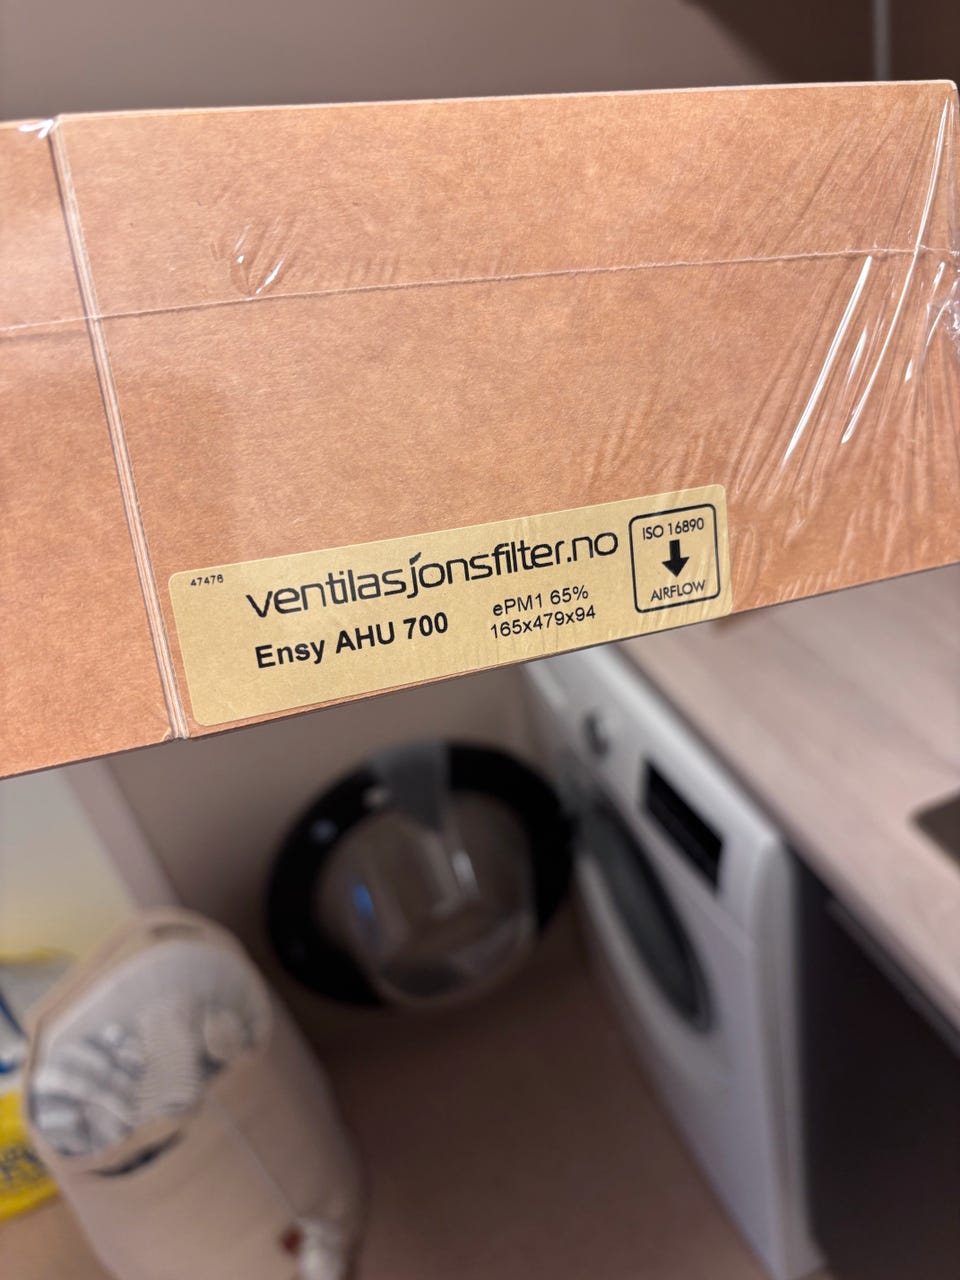 47476
ventilasjonsfilter.no
Ensy AHU 700
ePM1 65%
165x479x94
ISO 16890
AIRFLOW